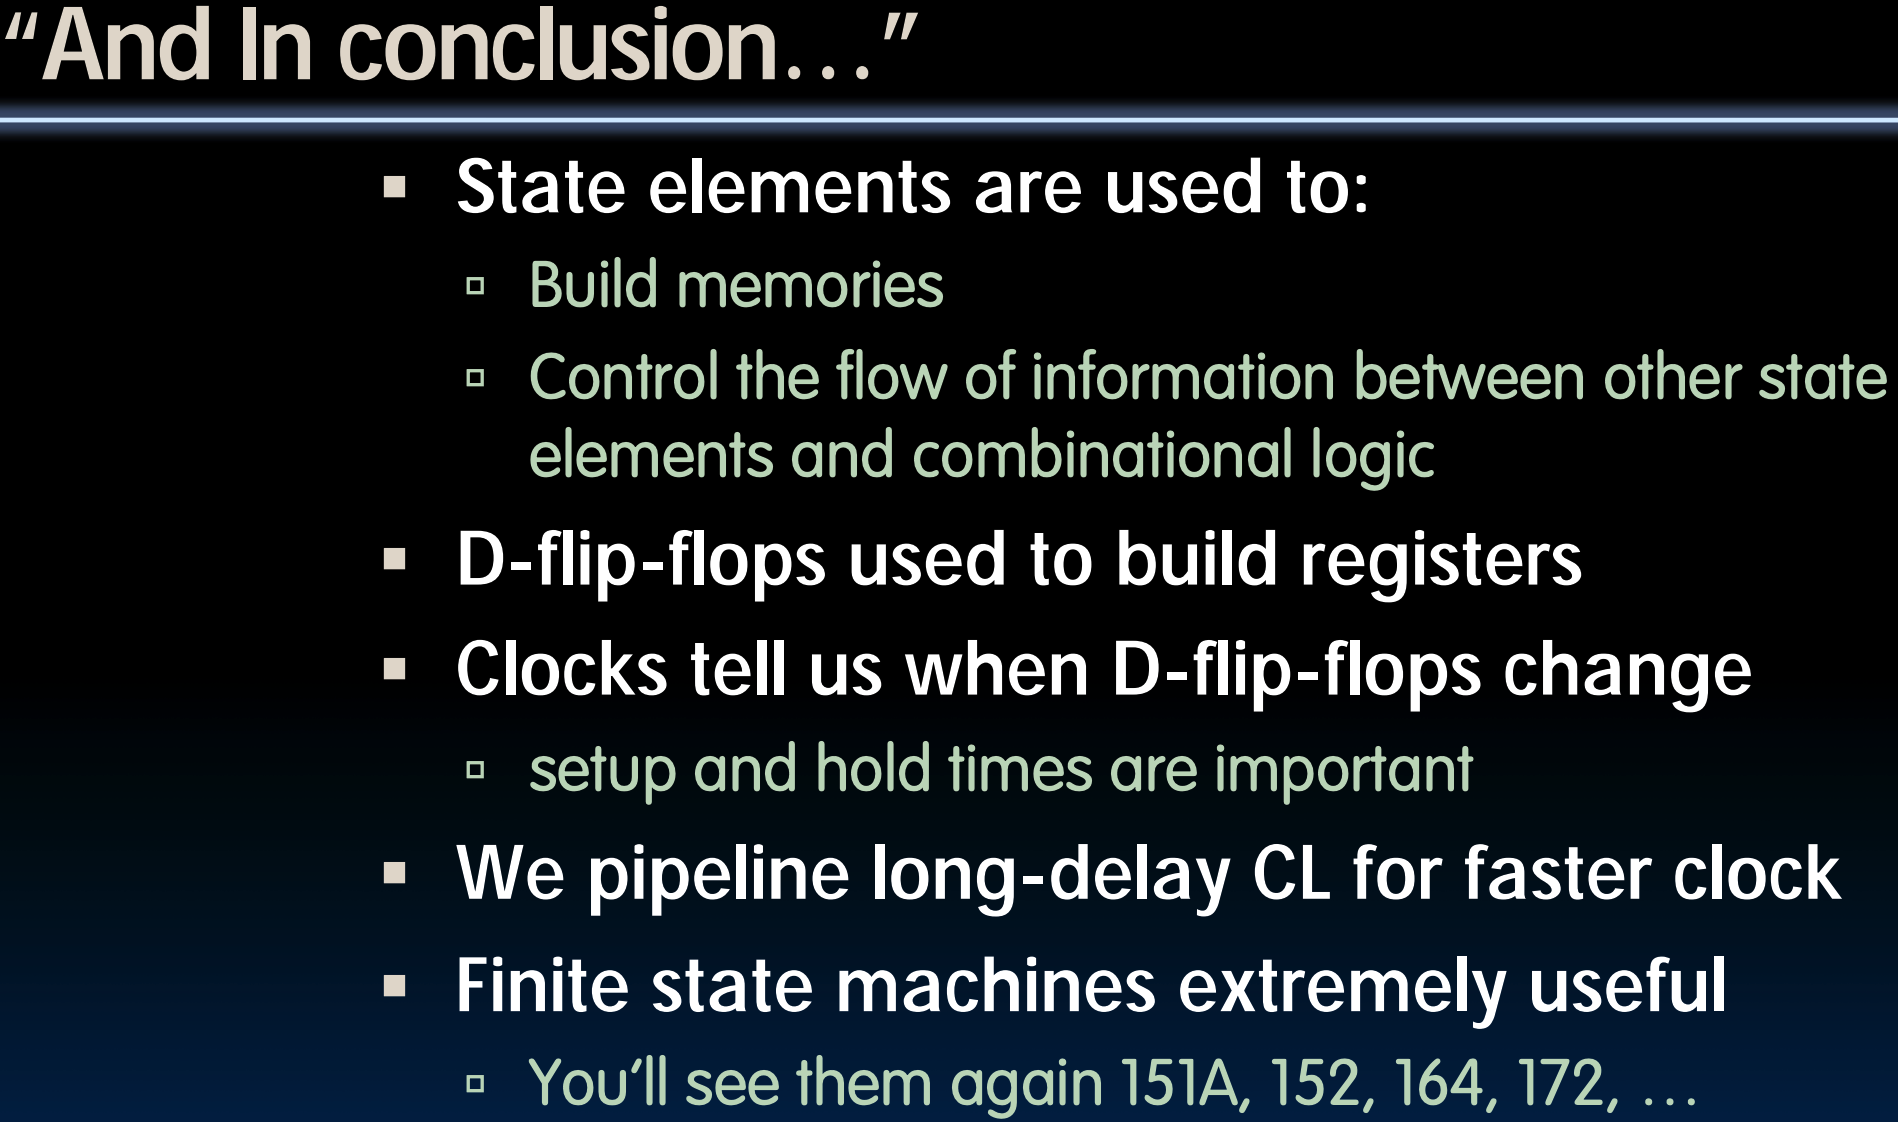 “And In conclusion…”
State elements are used to:
Build memories
Control the flow of information between other state
elements and combinational logic
D-flip-flops used to build registers
Clocks tell us when D-flip-flops change
setup and hold times are important
We pipeline long-delay CL for faster clock
Finite state machines extremely useful
You’ll see them again 151A, 152, 164, 172, …